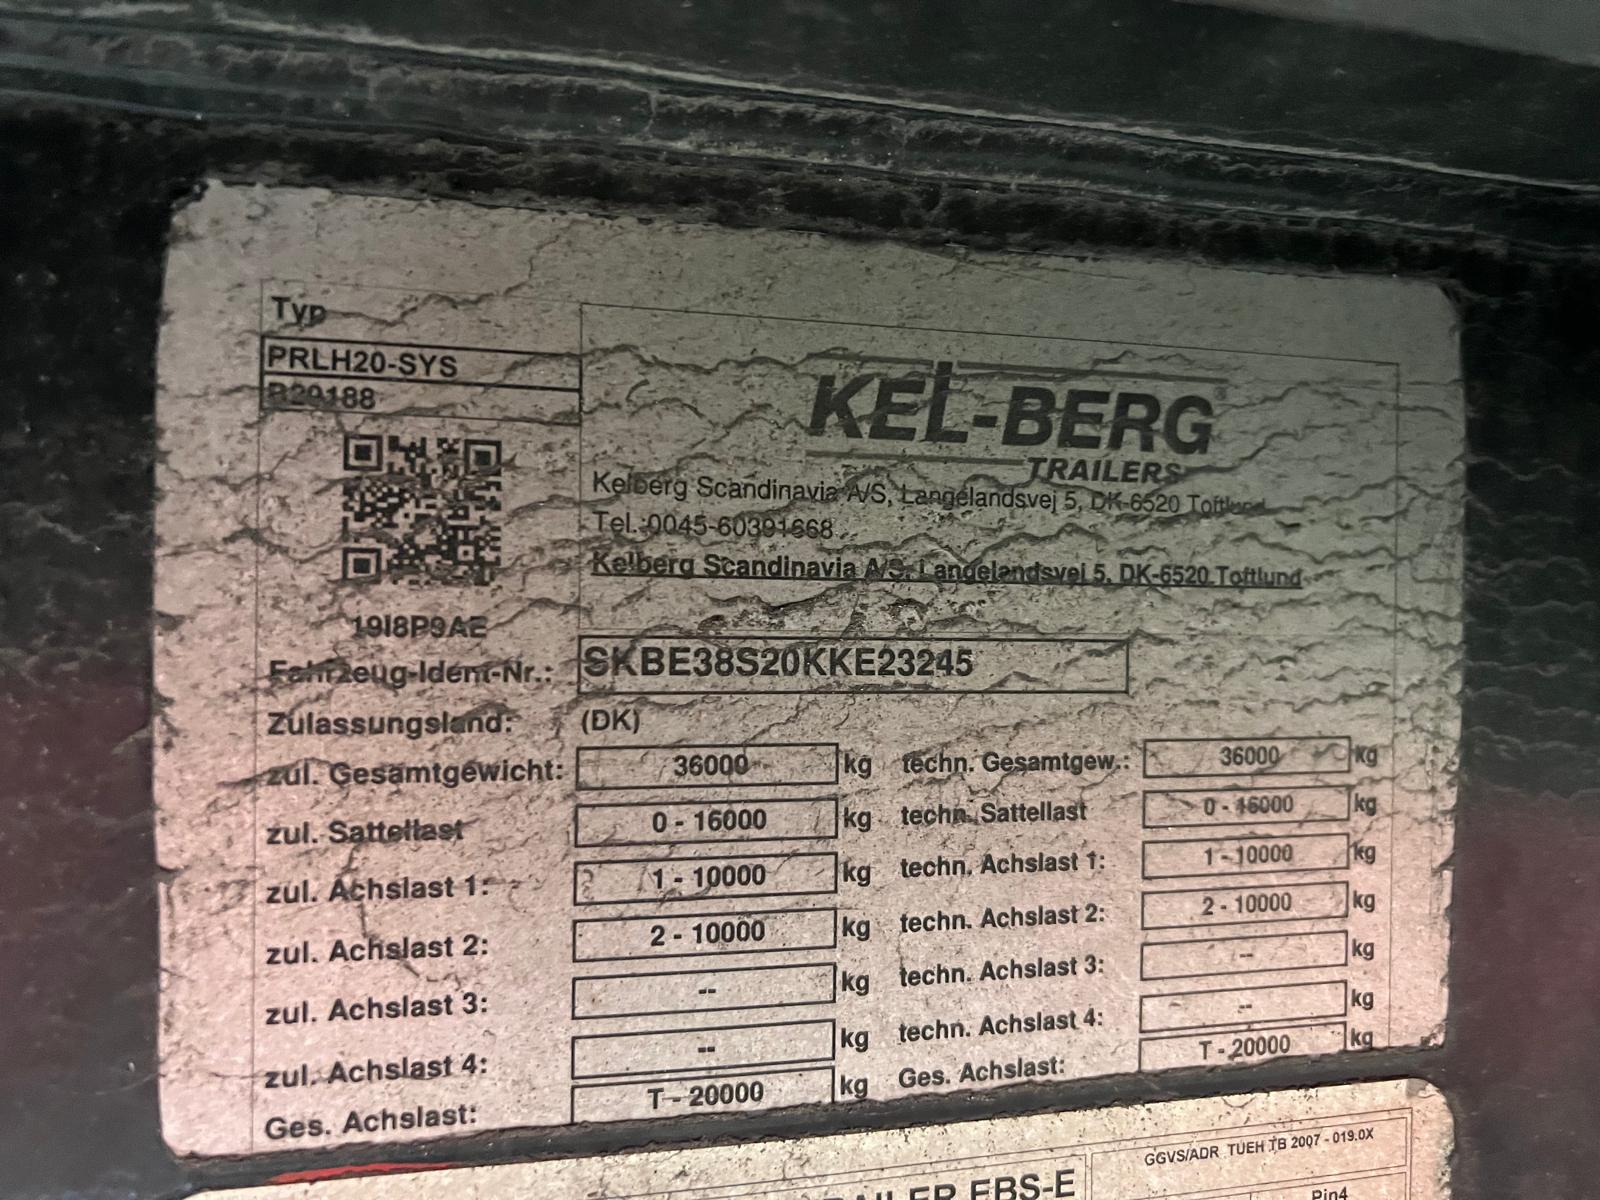 Typ
PRLH20-SYS
B29188
KEL-BERG®
TRAILERS
Kelberg Scandinavia A/S, Langelandsvej 5, DK-6520 Toftlund
Tel.:0045-60391668
Kelberg Scandinavia A/S, Langelandsvej 5, DK-6520 Toftlund
19I8P9AE
Fahrzeug-Ident-Nr.: SKBE38S20KKE23245
Zulassungsland: (DK)
zul. Gesamtgewicht: 36000 kg techn. Gesamtgew.: 36000 kg
zul. Sattellast 0 - 16000 kg techn. Sattellast 0 - 16000 kg
zul. Achslast 1: 1 - 10000 kg techn. Achslast 1: 1 - 10000 kg
zul. Achslast 2: 2 - 10000 kg techn. Achslast 2: 2 - 10000 kg
zul. Achslast 3: -- kg techn. Achslast 3: -- kg
zul. Achslast 4: -- kg techn. Achslast 4: -- kg
Ges. Achslast: T - 20000 kg Ges. Achslast: T - 20000 kg
GGVS/ADR TUEH TB 2007 - 019.0X
EBS-E
Pin4